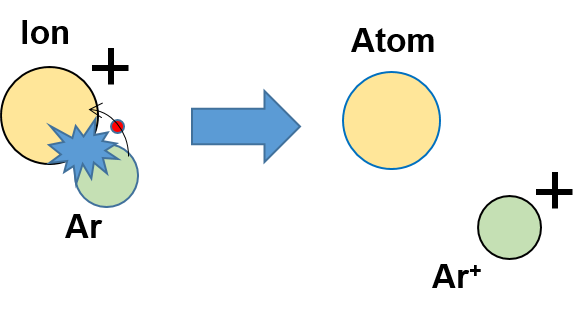 Ion
+
Atom
Ar
+
Ar⁺